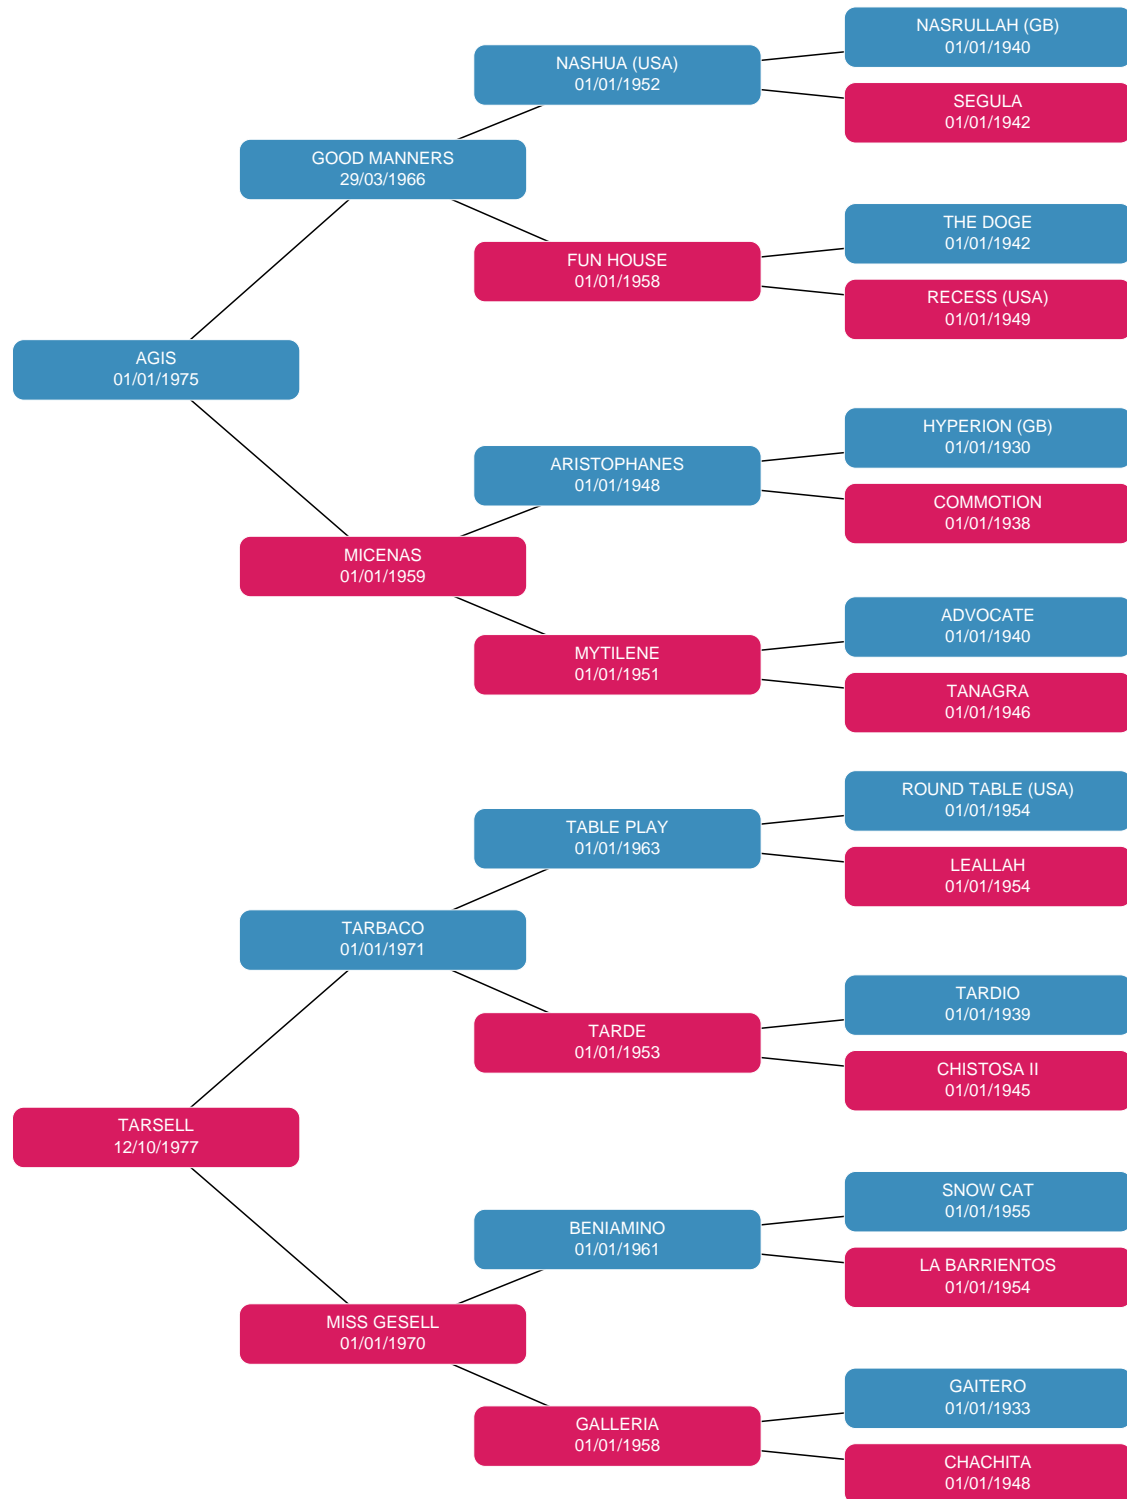 NASRULLAH (GB)
01/01/1940
NASHUA (USA)
01/01/1952
SEGULA
01/01/1942
GOOD MANNERS
29/03/1966
THE DOGE
01/01/1942
FUN HOUSE
01/01/1958
RECESS (USA)
01/01/1949
AGIS
01/01/1975
HYPERION (GB)
01/01/1930
ARISTOPHANES
01/01/1948
COMMOTION
01/01/1938
MICENAS
01/01/1959
ADVOCATE
01/01/1940
MYTILENE
01/01/1951
TANAGRA
01/01/1946
ROUND TABLE (USA)
01/01/1954
TABLE PLAY
01/01/1963
LEALLAH
01/01/1954
TARBACO
01/01/1971
TARDIO
01/01/1939
TARDE
01/01/1953
CHISTOSA II
01/01/1945
TARSELL
12/10/1977
SNOW CAT
01/01/1955
BENIAMINO
01/01/1961
LA BARRIENTOS
01/01/1954
MISS GESELL
01/01/1970
GAITERO
01/01/1933
GALLERIA
01/01/1958
CHACHITA
01/01/1948